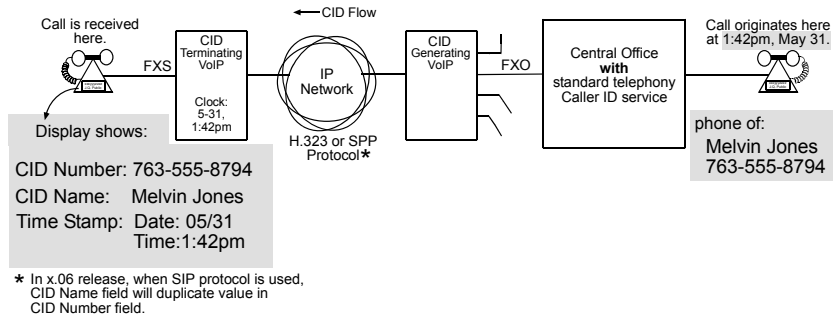 CID Flow
Call is received
here.
CID
Terminating
VoIP
Clock:
5-31,
1:42pm
FXS
IP
Network
H.323 or SPP
Protocol*
CID
Generating
VoIP
FXO
Central Office
with
standard telephony
Caller ID service
Call originates here
at 1:42pm, May 31.
phone of:
Melvin Jones
763-555-8794
Display shows:
CID Number: 763-555-8794
CID Name: Melvin Jones
Time Stamp: Date: 05/31
Time:1:42pm
* In x.06 release, when SIP protocol is used,
CID Name field will duplicate value in
CID Number field.